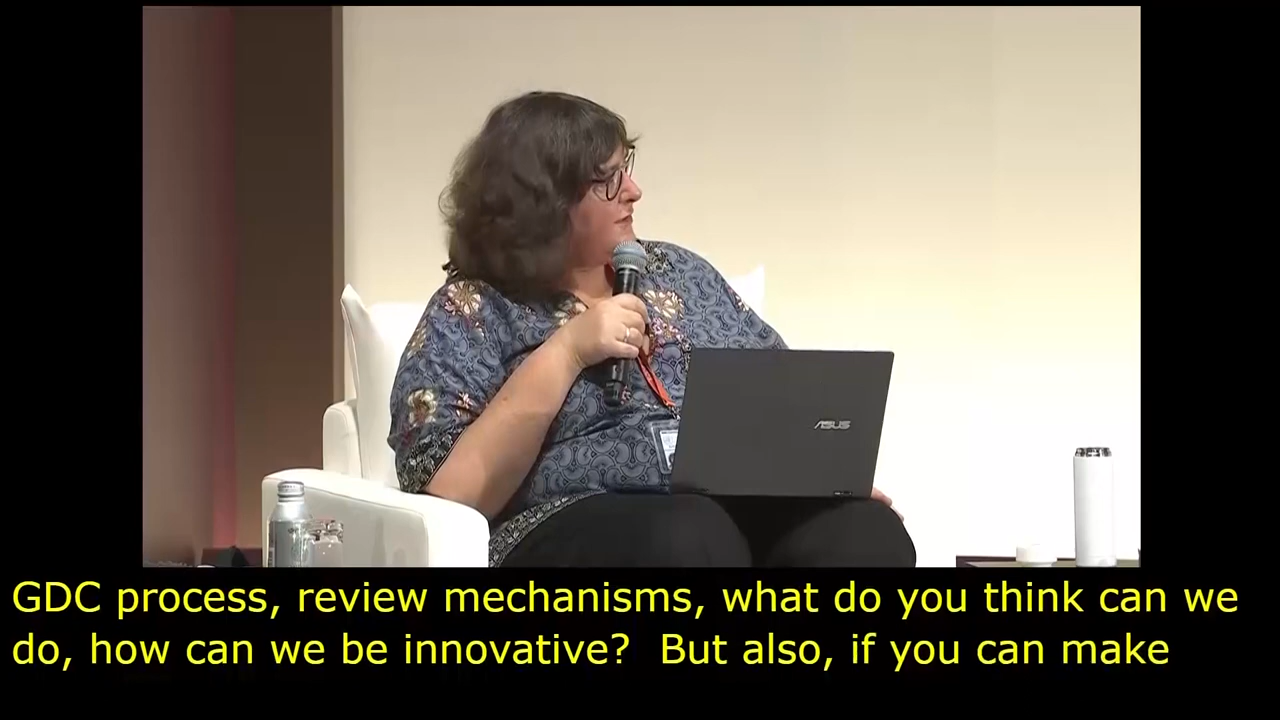 ASUS
GDC process, review mechanisms, what do you think can we
do, how can we be innovative?  But also, if you can make